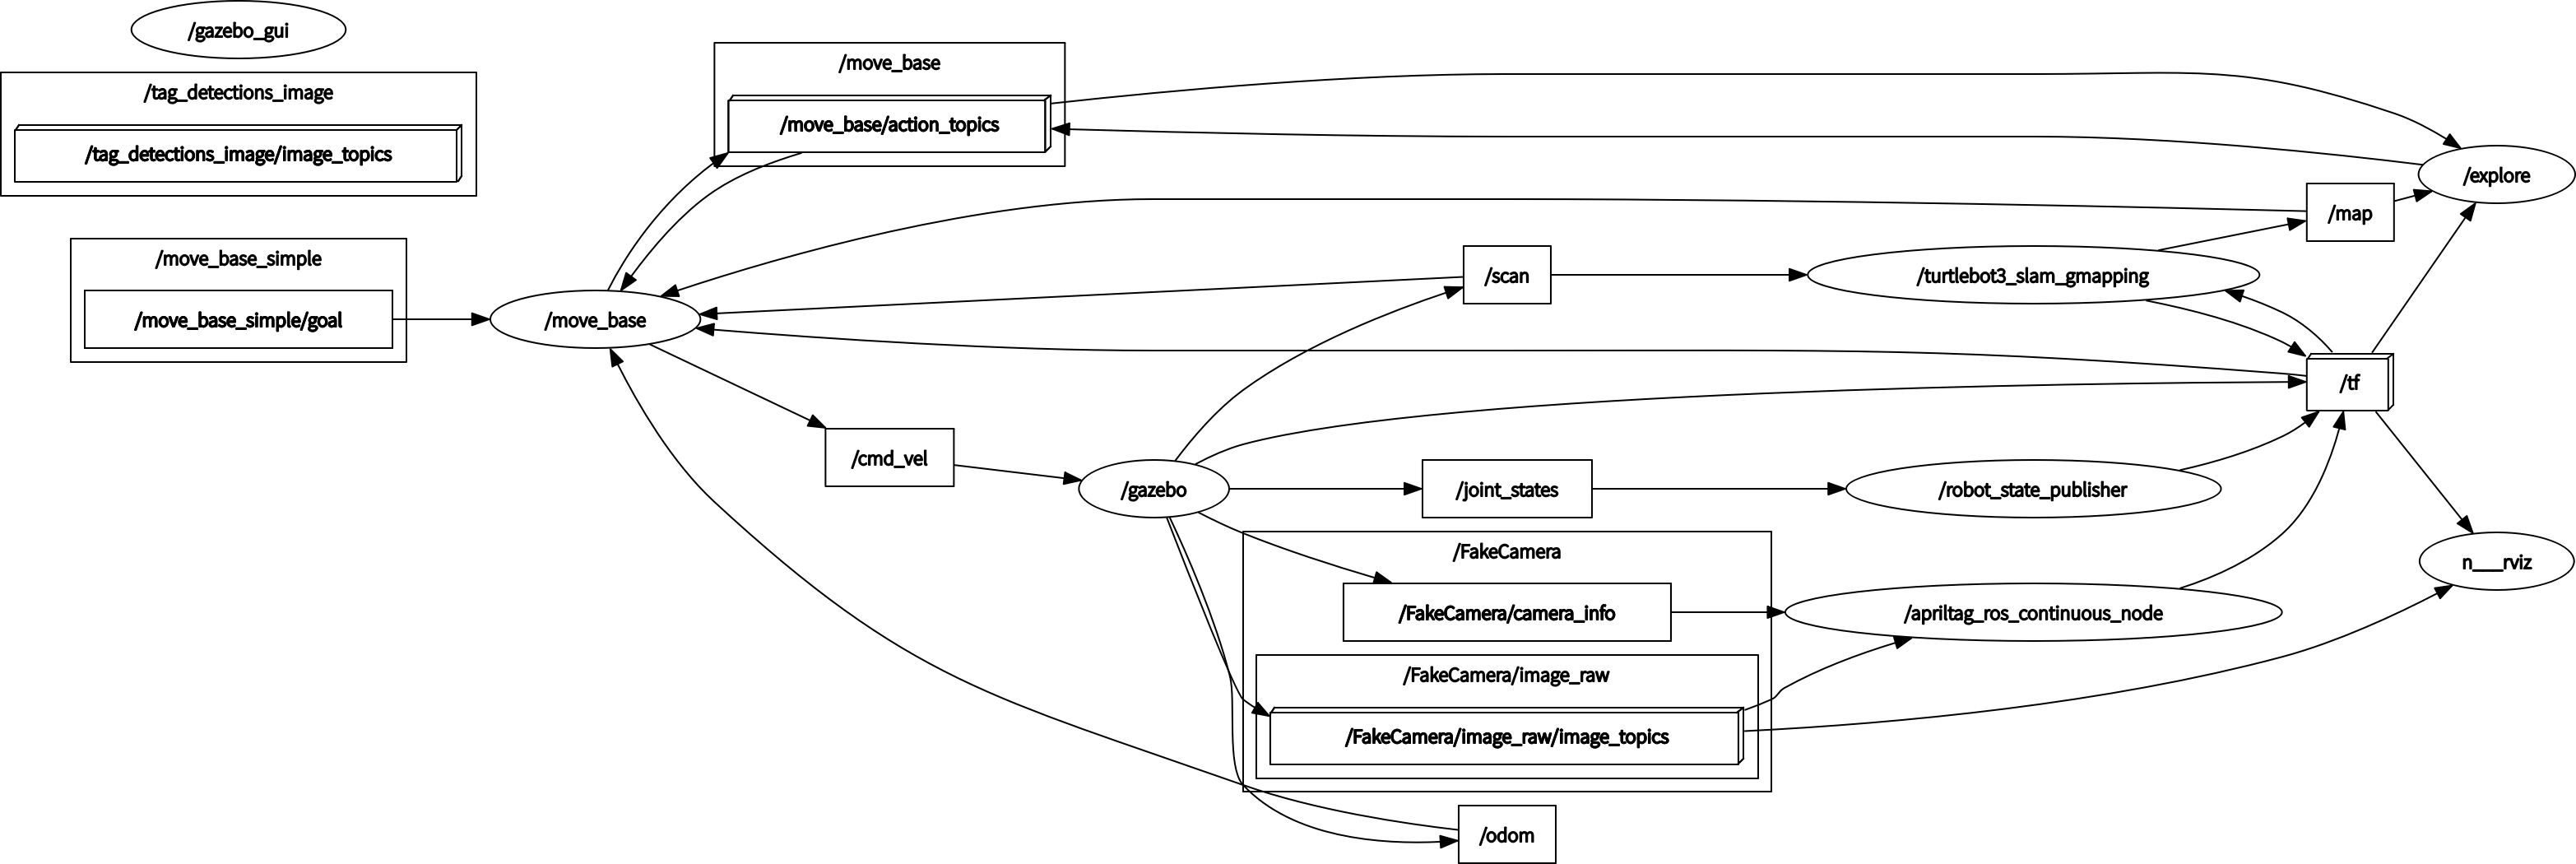 /gazebo_gui
/tag_detections_image
/tag_detections_image/image_topics
/move_base_simple
/move_base_simple/goal
/move_base
/move_base/action_topics
/move_base
/cmd_vel
/gazebo
/scan
/joint_states
/FakeCamera
/FakeCamera/camera_info
/FakeCamera/image_raw
/FakeCamera/image_raw/image_topics
/odom
/turtlebot3_slam_gmapping
/robot_state_publisher
/apriltag_ros_continuous_node
/map
/tf
/explore
n___rviz